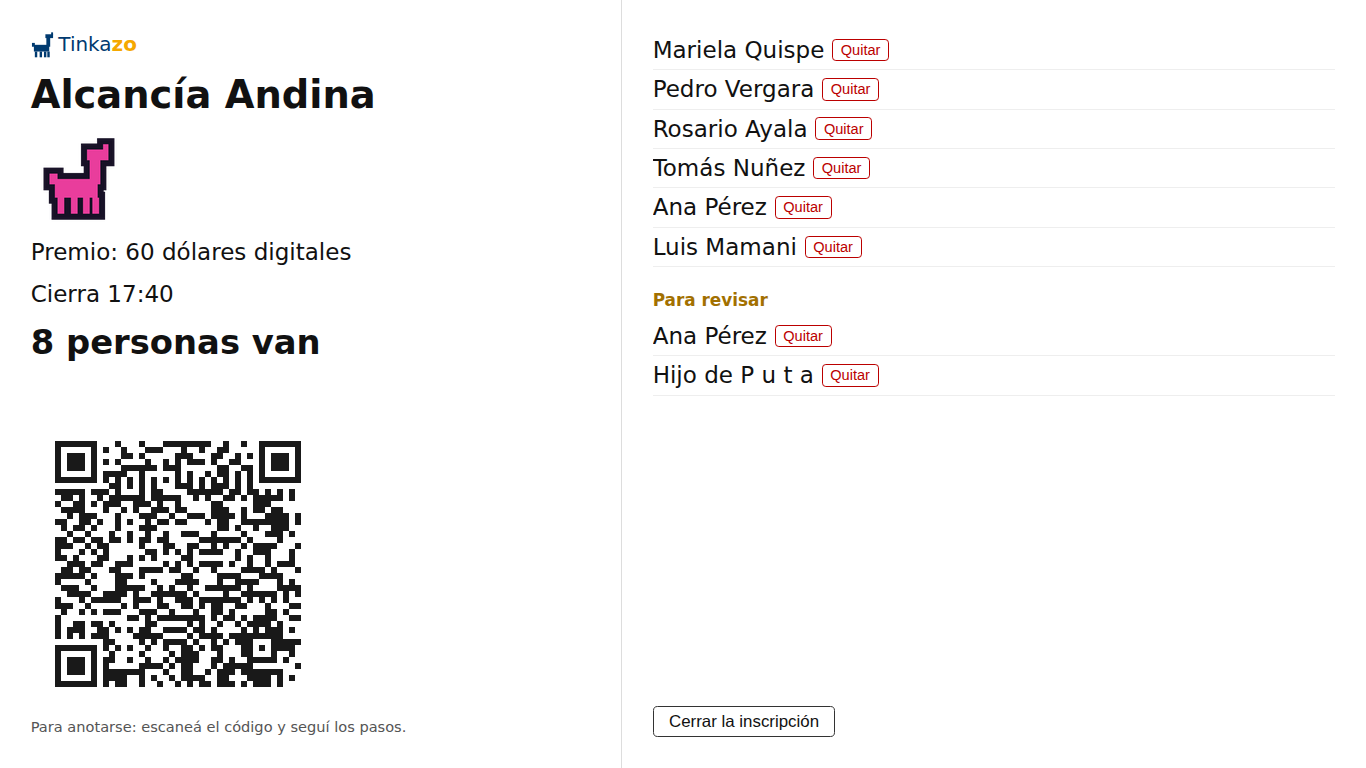 Tinkazo
Alcancía Andina
Premio: 60 dólares digitales
Cierra 17:40
8 personas van
Para anotarse: escaneá el código y seguí los pasos.
Mariela Quispe Quitar
Pedro Vergara Quitar
Rosario Ayala Quitar
Tomás Nuñez Quitar
Ana Pérez Quitar
Luis Mamani Quitar
Para revisar
Ana Pérez Quitar
Hijo de P u t a Quitar
Cerrar la inscripción